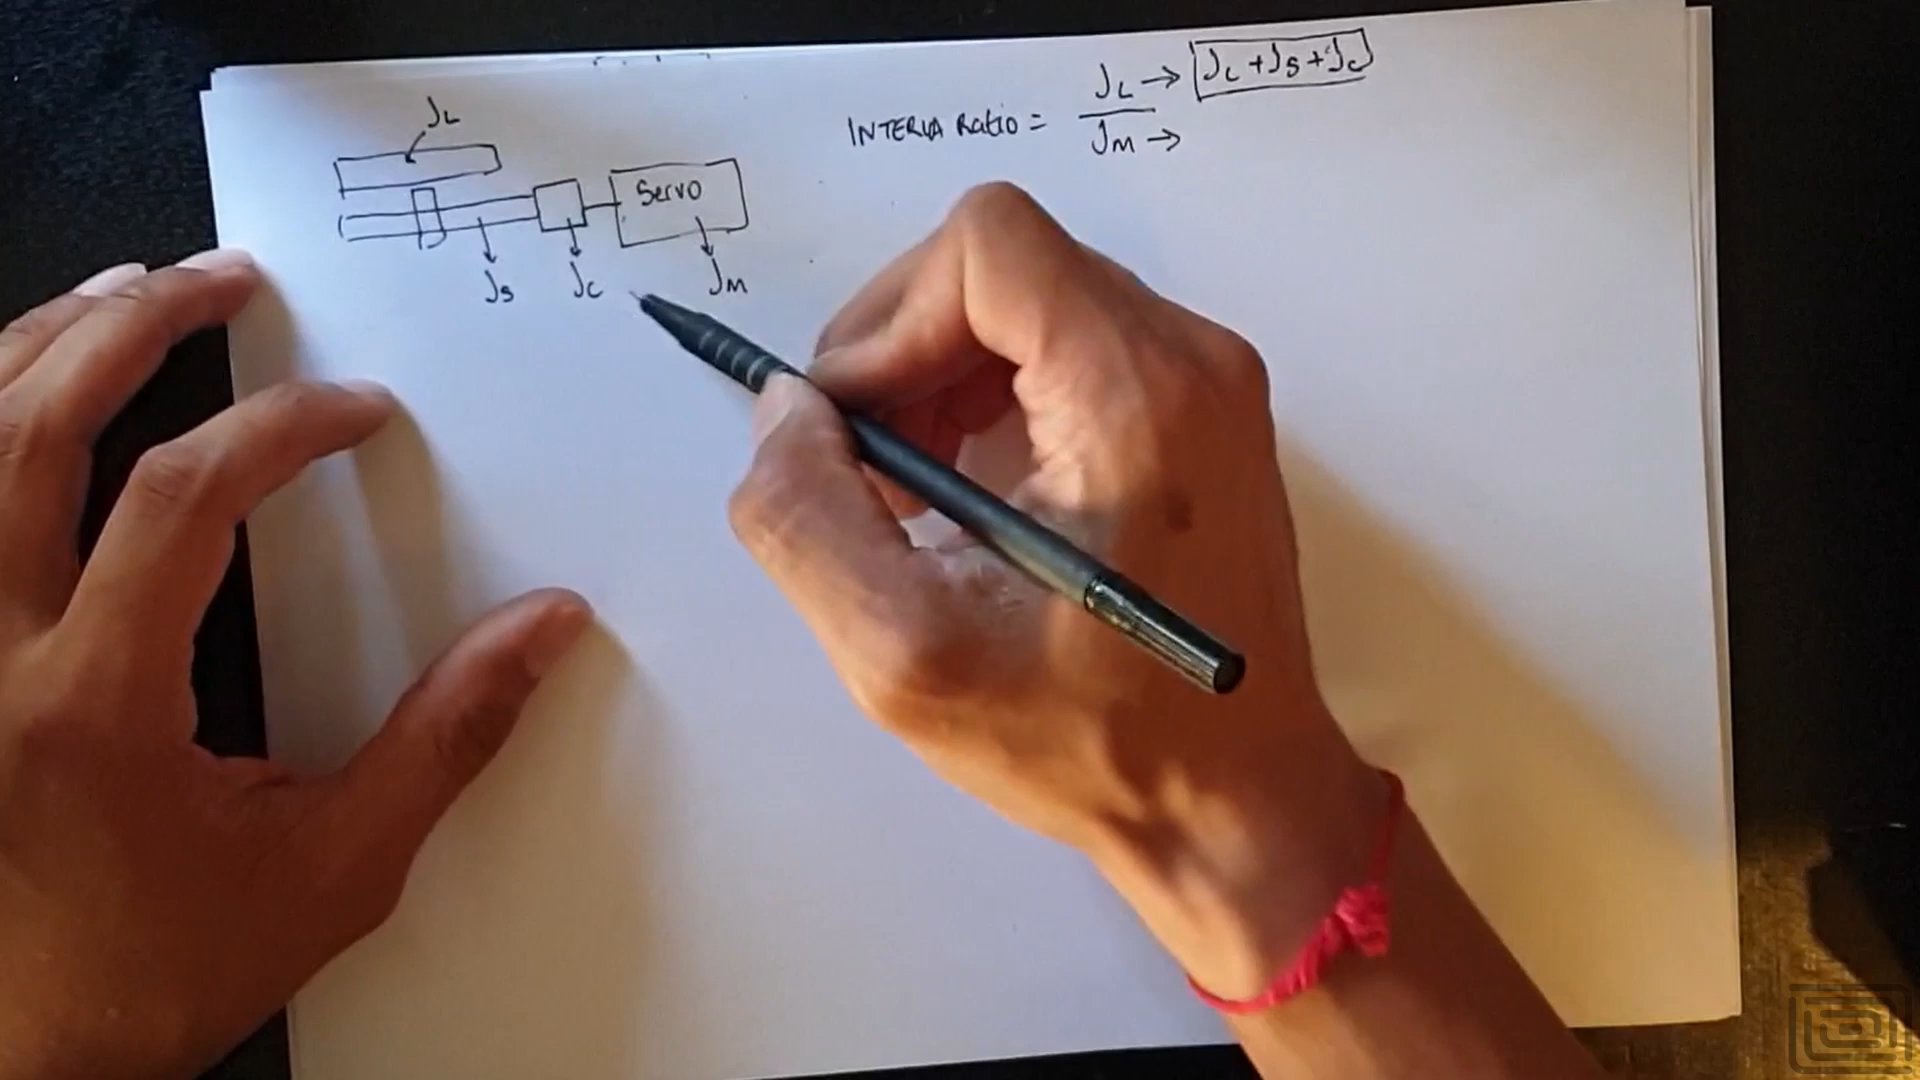 JL
Servo
Js Jc JM
INTERIA Ratio = JL → JL + JS + JC
JM →